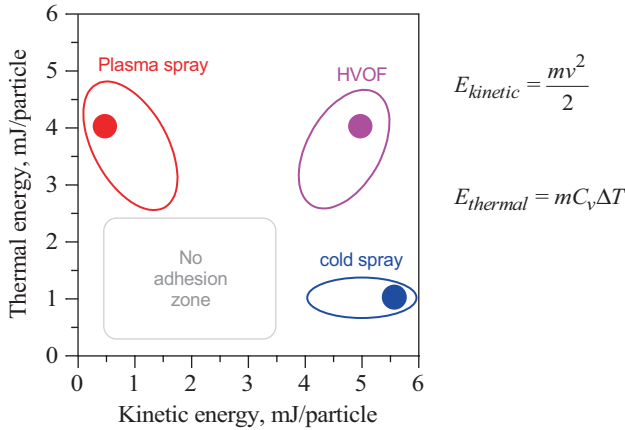 6
5
4
3
2
1
0
0 1 2 3 4 5 6
Thermal energy, mJ/particle
Kinetic energy, mJ/particle
Plasma spray
HVOF
No
adhesion
zone
cold spray
E_kinetic = mv²/2
E_thermal = mC_vΔT